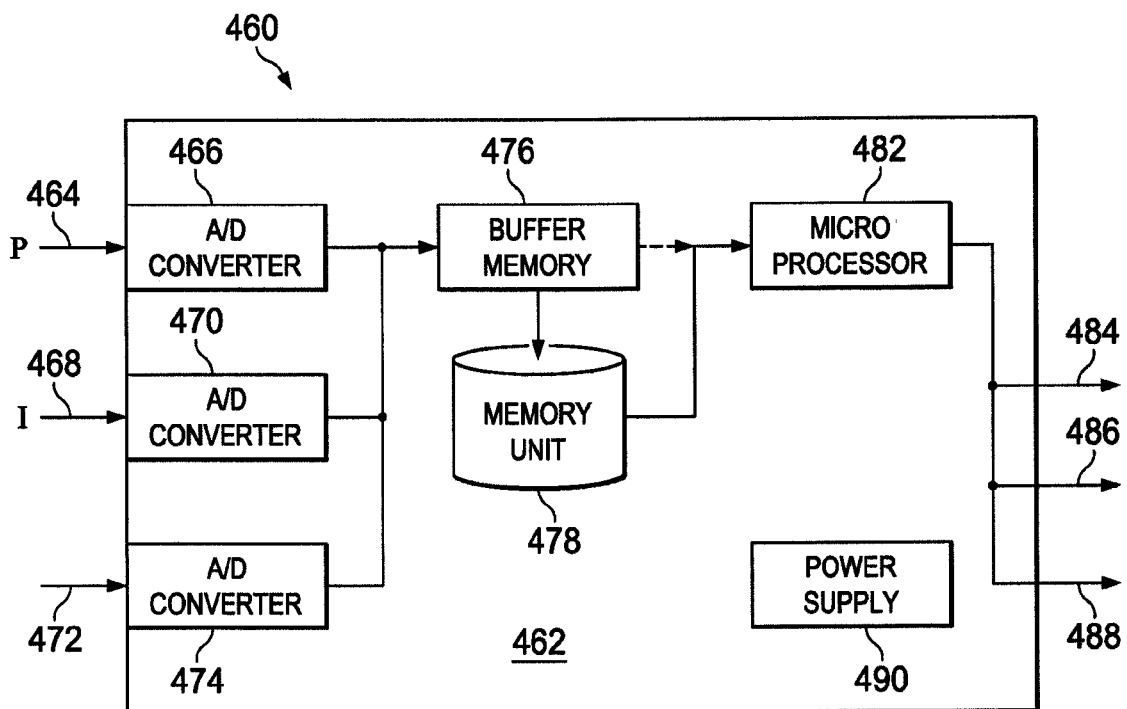 460
466
476
482
464
P
A/D
CONVERTER
BUFFER
MEMORY
MICRO
PROCESSOR
470
468
I
A/D
CONVERTER
MEMORY
UNIT
484
486
478
472
A/D
CONVERTER
474
462
POWER
SUPPLY
490
488